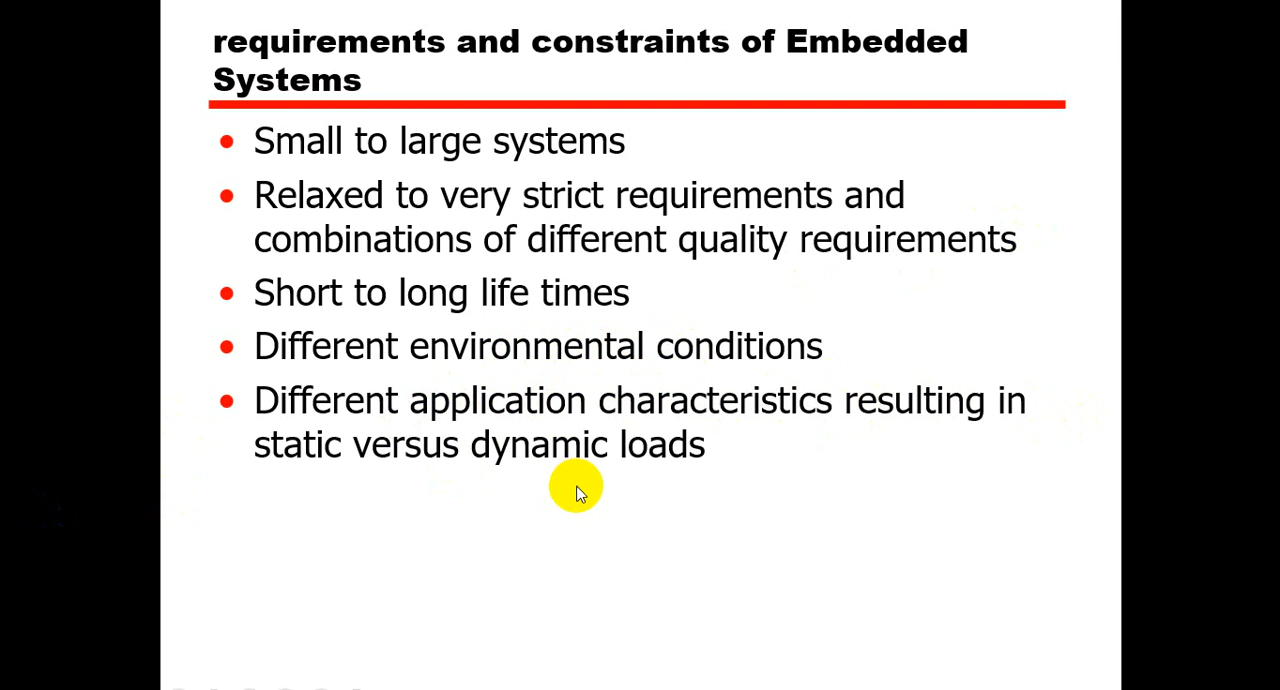 requirements and constraints of Embedded
Systems
• Small to large systems
• Relaxed to very strict requirements and
combinations of different quality requirements
• Short to long life times
• Different environmental conditions
• Different application characteristics resulting in
static versus dynamic loads